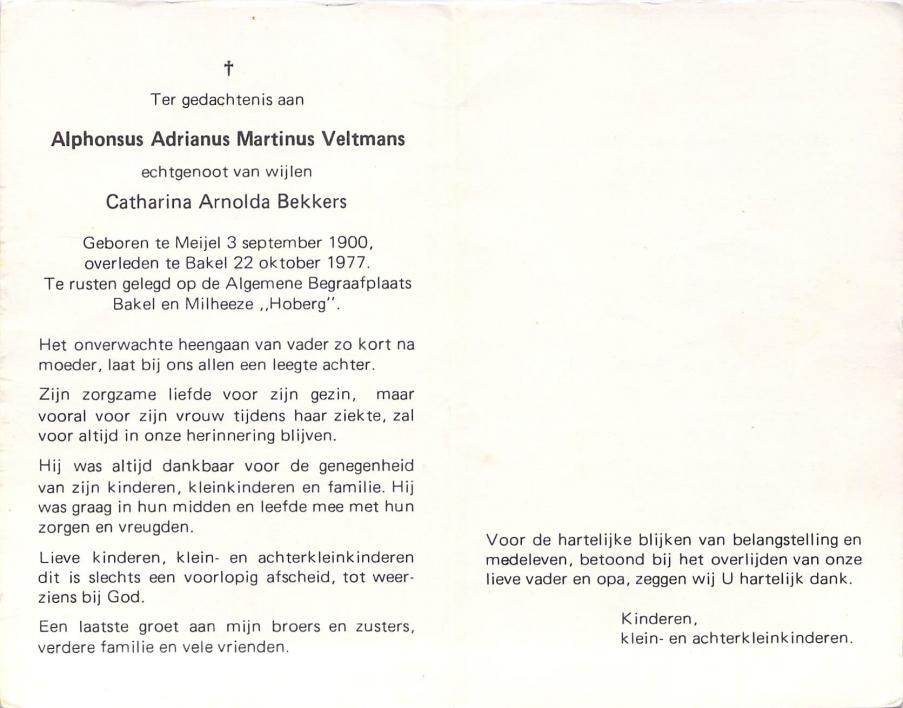 †
Ter gedachtenis aan
Alphonsus Adrianus Martinus Veltmans
echtgenoot van wijlen
Catharina Arnolda Bekkers
Geboren te Meijel 3 september 1900,
overleden te Bakel 22 oktober 1977.
Te rusten gelegd op de Algemene Begraafplaats
Bakel en Milheeze ,,Hoberg".
Het onverwachte heengaan van vader zo kort na
moeder, laat bij ons allen een leegte achter.
Zijn zorgzame liefde voor zijn gezin, maar
vooral voor zijn vrouw tijdens haar ziekte, zal
voor altijd in onze herinnering blijven.
Hij was altijd dankbaar voor de genegenheid
van zijn kinderen, kleinkinderen en familie. Hij
was graag in hun midden en leefde mee met hun
zorgen en vreugden.
Lieve kinderen, klein- en achterkleinkinderen
dit is slechts een voorlopig afscheid, tot weer-
ziens bij God.
Een laatste groet aan mijn broers en zusters,
verdere familie en vele vrienden.
Voor de hartelijke blijken van belangstelling en
medeleven, betoond bij het overlijden van onze
lieve vader en opa, zeggen wij U hartelijk dank.
Kinderen,
klein- en achterkleinkinderen.